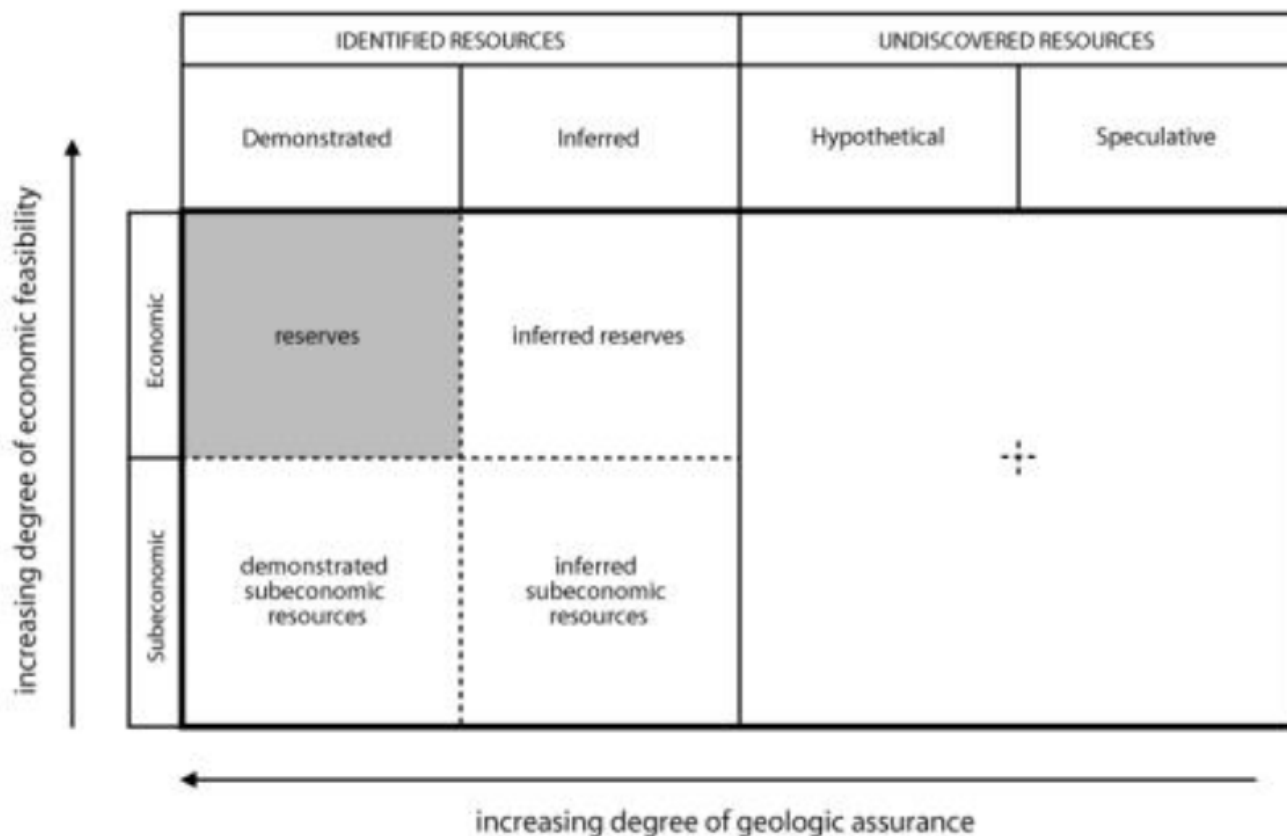 IDENTIFIED RESOURCES
UNDISCOVERED RESOURCES
Demonstrated
Inferred
Hypothetical
Speculative
increasing degree of economic feasibility
Economic
reserves
inferred reserves
Subeconomic
demonstrated
subeconomic
resources
inferred
subeconomic
resources
increasing degree of geologic assurance